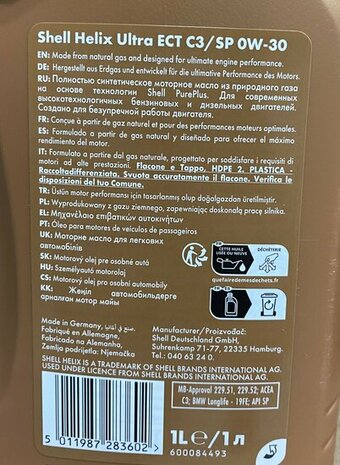 Shell Helix Ultra ECT C3/SP 0W-30
EN: Made from natural gas and designed for ultimate engine performance.
DE: Hergestellt aus Erdgas und entwickelt für die ultimative Performance des Motors.
RU: Полностью синтетическое моторное масло из природного газа
на основе технологии Shell PurePlus. Для современных
высокотехнологичных бензиновых и дизельных двигателей.
Создано для безупречной работы двигателя.
FR: Conçue à partir de gaz naturel et pour des performances moteurs optimales.
ES: Formulado a partir de gas natural y diseñado para ofrecer el máximo
rendimiento del motor.
IT: Formulato a partire dal gas naturale, progettato per soddisfare i requisiti di
motori ad alte prestazioni. Flacone e Tappo, HDPE 2. PLASTICA -
Raccoltadifferenziata. Svuota accuratamente il flacone. Verifica le
disposizioni del tuo Comune.
TR: Üstün motor performansı için tasarlanmış olup doğalgazdan üretilmiştir.
PL: Wyprodukowany z gazu ziemnego, zapewniając doskonałą pracę silnika.
EL: Μηχανέλαιο επιβατικών αυτοκινήτων
PT: Óleo para motores de veículos de passageiros
UK: Моторне масло для легкових
автомобілів
SK: Motorový olej pre osobné autá
HU: Személyautó motorolaj
CS: Motorový olej pro osobní auta
KK: Жеңіл автомобильдерге
арналған мотор майы
FR
CETTE HUILE
USÉE OU NEUVE
DÉCHÈTERIE
quefairedemesdechets.fr
Made in Germany, صنع في ألمانيا
Fabriqué en Allemagne,
Fabricado na Alemanha,
Zemlja podrijetla: Njemačka
Manufacturer/Proizvođač:
Shell Deutschland GmbH,
Suhrenkamp 71-77, 22335 Hamburg.
Tel: 040 63 24 0.
SHELL HELIX IS A TRADEMARK OF SHELL BRANDS INTERNATIONAL AG.
USED UNDER LICENCE FROM SHELL BRANDS INTERNATIONAL AG.
MB-Approval 229.51, 229.52; ACEA
C3; BMW Longlife - 19FE; API SP
5 011987 283602 >
1L ℮/1л
600084493